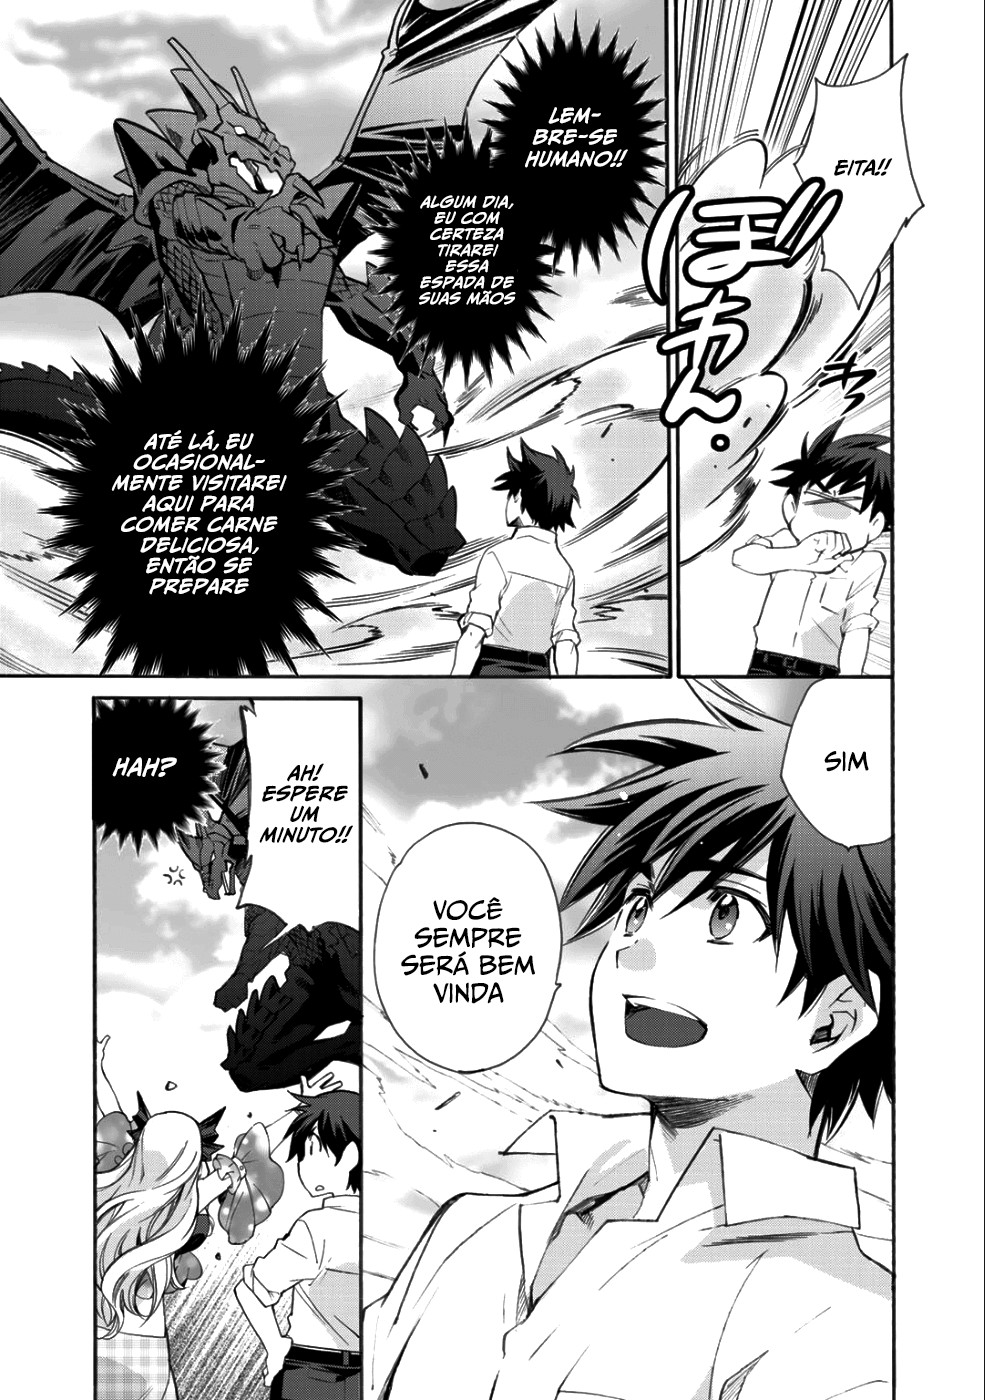 EITA!!
ぼわん。
LEM-
BRE-SE
HUMANO!!
ALGUM DIA,
EU COM
CERTEZA
TIRAREI
ESSA
ESPADA DE
SUAS MÃOS
ATÉ LÁ, EU
OCASIONAL-
MENTE VISITAREI
AQUI PARA
COMER CARNE
DELICIOSA,
ENTÃO SE
PREPARE
SIM
VOCÊ
SEMPRE
SERÁ BEM
VINDA
AH!
ESPERE
UM
MINUTO!!
HAH?